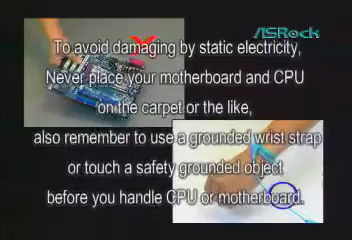 ASRock
To avoid damaging by static electricity,
Never place your motherboard and CPU
on the carpet or the like,
also remember to use a grounded wrist strap
or touch a safety grounded object
before you handle CPU or motherboard.